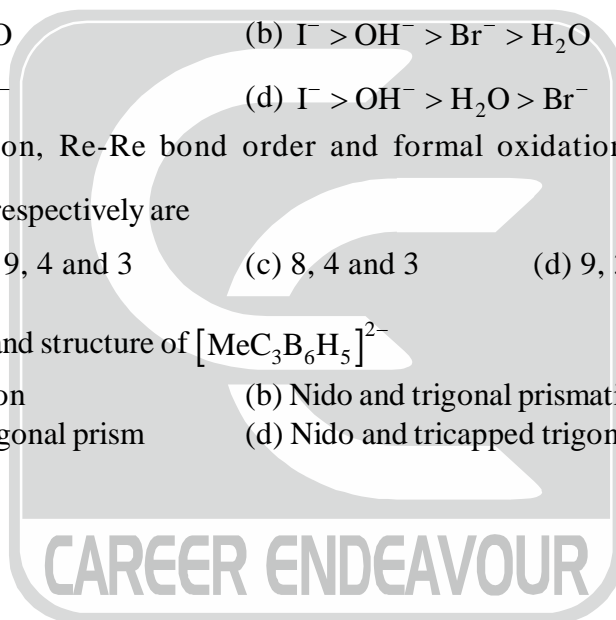 (b) I⁻ > OH⁻ > Br⁻ > H₂O
(d) I⁻ > OH⁻ > H₂O > Br⁻
on, Re-Re bond order and formal oxidation
respectively are
9, 4 and 3 (c) 8, 4 and 3 (d) 9,
and structure of [MeC₃B₆H₅]²⁻
on (b) Nido and trigonal prismati
gonal prism (d) Nido and tricapped trigon
CAREER ENDEAVOUR